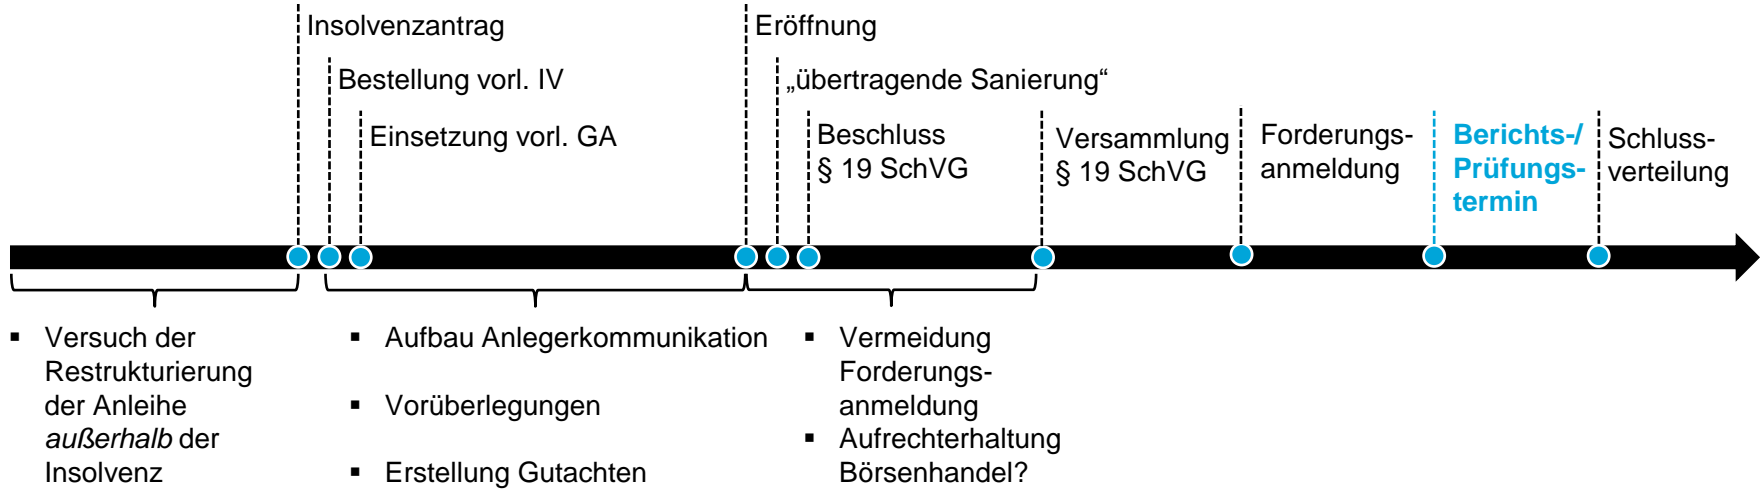 Insolvenzantrag
Bestellung vorl. IV
Einsetzung vorl. GA
Eröffnung
„übertragende Sanierung“
Beschluss
§ 19 SchVG
Versammlung
§ 19 SchVG
Forderungs-
anmeldung
Berichts-/
Prüfungs-
termin
Schluss-
verteilung
▪ Versuch der
Restrukturierung
der Anleihe
außerhalb der
Insolvenz
▪ Aufbau Anlegerkommunikation
▪ Vorüberlegungen
▪ Erstellung Gutachten
▪ Vermeidung
Forderungs-
anmeldung
▪ Aufrechterhaltung
Börsenhandel?